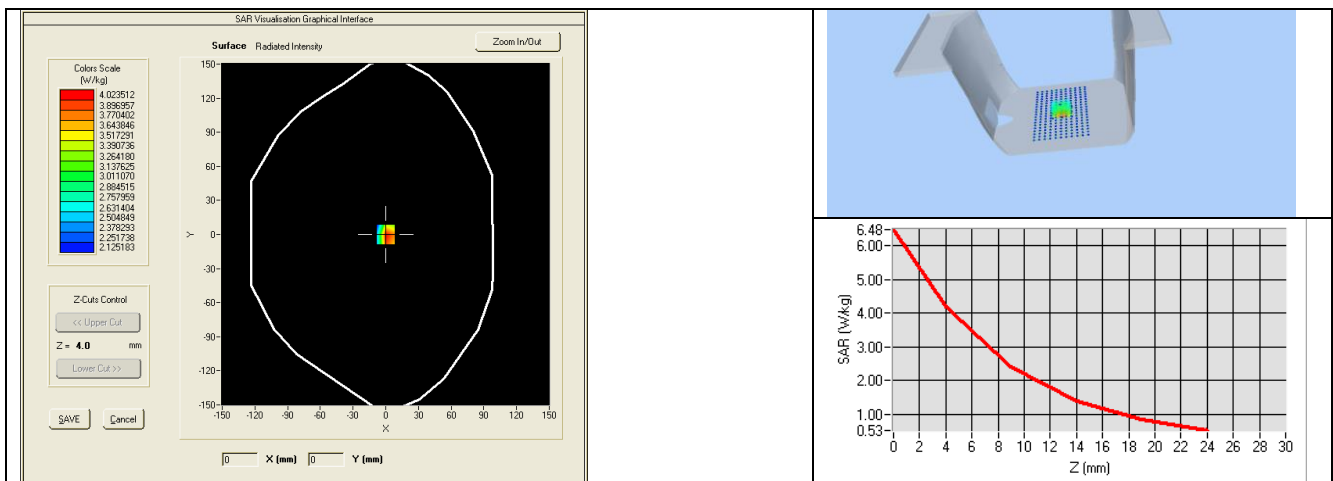 SAR Visualisation Graphical Interface
Surface Radiated Intensity
Zoom In/Out
Colors Scale
(W/kg)
4.023512
3.896957
3.770402
3.643846
3.517291
3.390736
3.264180
3.137625
3.011070
2.884515
2.757959
2.631404
2.504849
2.378293
2.251738
2.125183
Z-Cuts Control
<< Upper Cut
Z = 4.0 mm
Lower Cut >>
SAVE Cancel
150-
120-
90-
60-
30-
0-
-30-
-60-
-90-
-120-
-150-
Y
-150 -120 -90 -60 -30 0 30 60 90 120 150
X
0 X (mm) 0 Y (mm)
6.48-
6.00-
5.00-
4.00-
3.00-
2.00-
1.00-
0.53-
SAR (W/kg)
0 2 4 6 8 10 12 14 16 18 20 22 24 26 28 30
Z (mm)